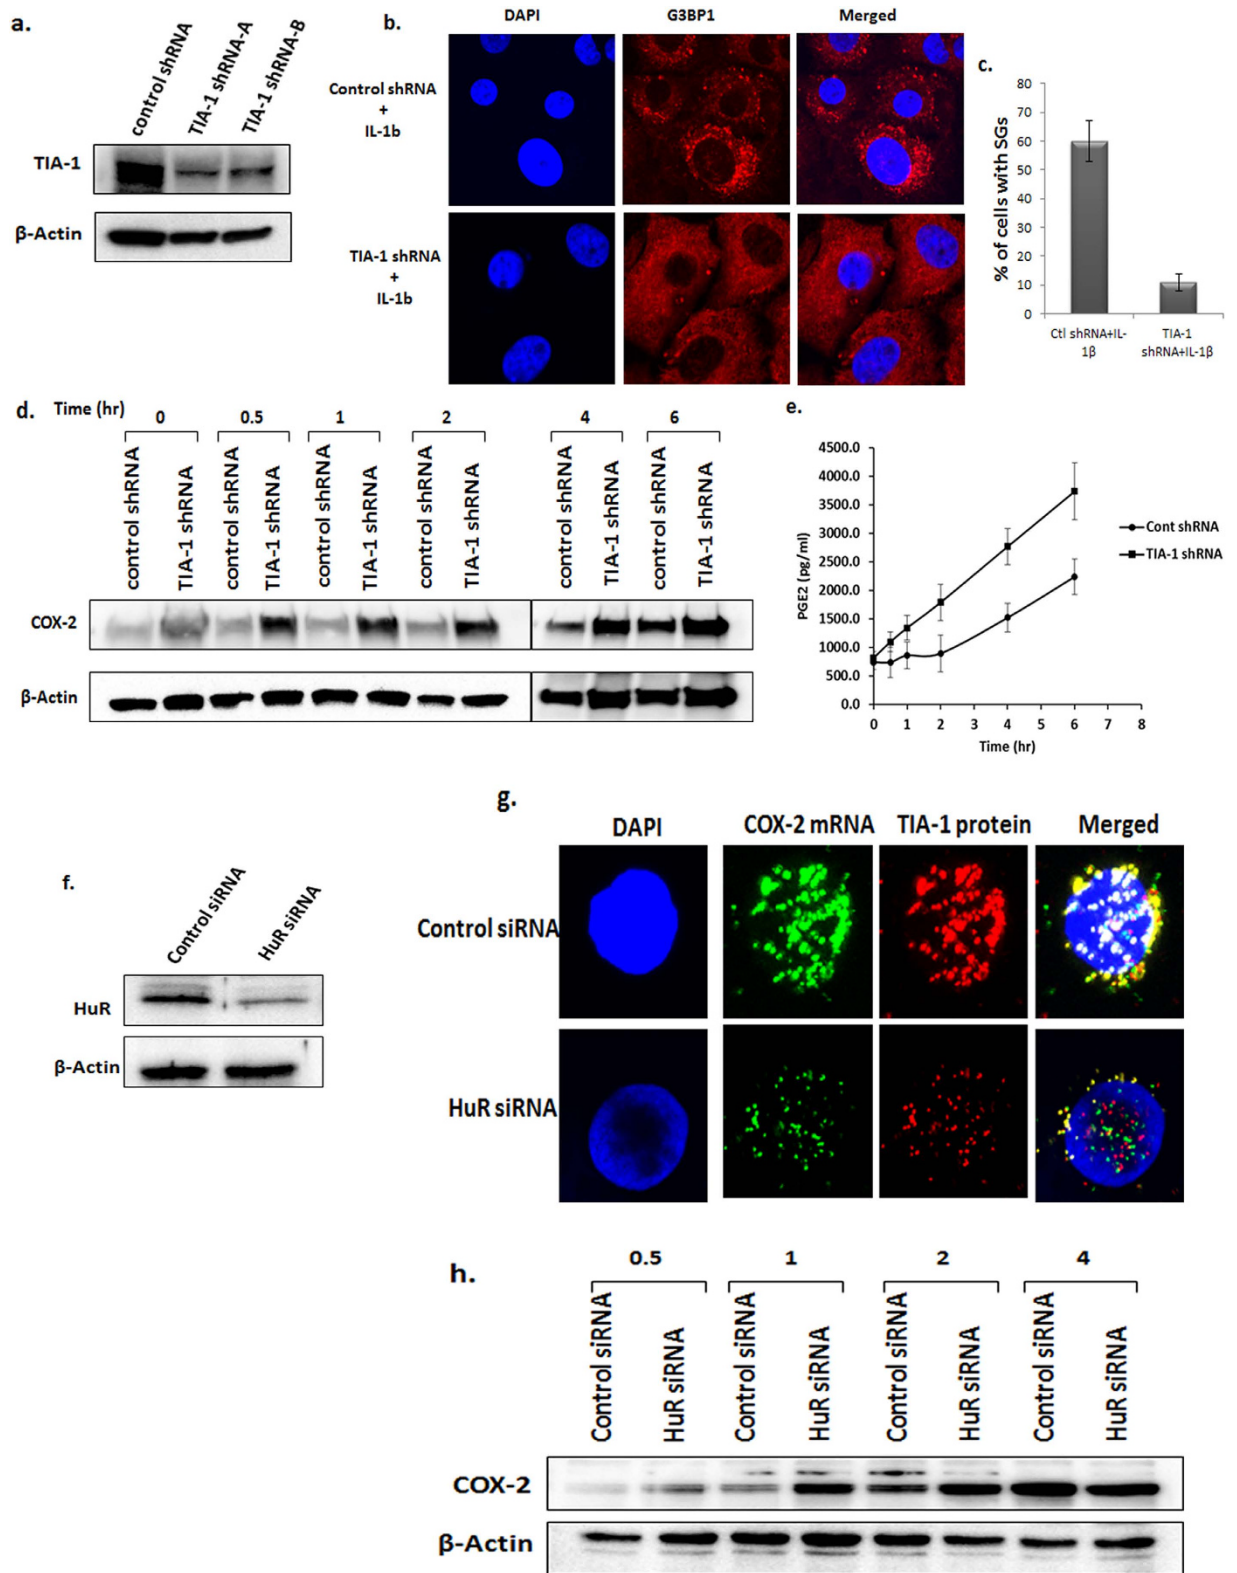 a.
control shRNA
TIA-1 shRNA-A
TIA-1 shRNA-B
TIA-1
β-Actin
b.
DAPI
G3BP1
Merged
Control shRNA
+
IL-1b
TIA-1 shRNA
+
IL-1b
c.
% of cells with SGs
80
70
60
50
40
30
20
10
0
Ctl shRNA+IL-
1β
TIA-1
shRNA+IL-1β
d.
Time (hr)
0
0.5
1
2
4
6
control shRNA
TIA-1 shRNA
control shRNA
TIA-1 shRNA
control shRNA
TIA-1 shRNA
control shRNA
TIA-1 shRNA
control shRNA
TIA-1 shRNA
control shRNA
TIA-1 shRNA
COX-2
β-Actin
e.
PGE2 (pg/ml)
4500.0
4000.0
3500.0
3000.0
2500.0
2000.0
1500.0
1000.0
500.0
0.0
0 1 2 3 4 5 6 7 8
Time (hr)
Cont shRNA
TIA-1 shRNA
f.
Control siRNA
HuR siRNA
HuR
β-Actin
g.
DAPI
COX-2 mRNA
TIA-1 protein
Merged
Control siRNA
HuR siRNA
h.
0.5
1
2
4
Control siRNA
HuR siRNA
Control siRNA
HuR siRNA
Control siRNA
HuR siRNA
Control siRNA
HuR siRNA
COX-2
β-Actin